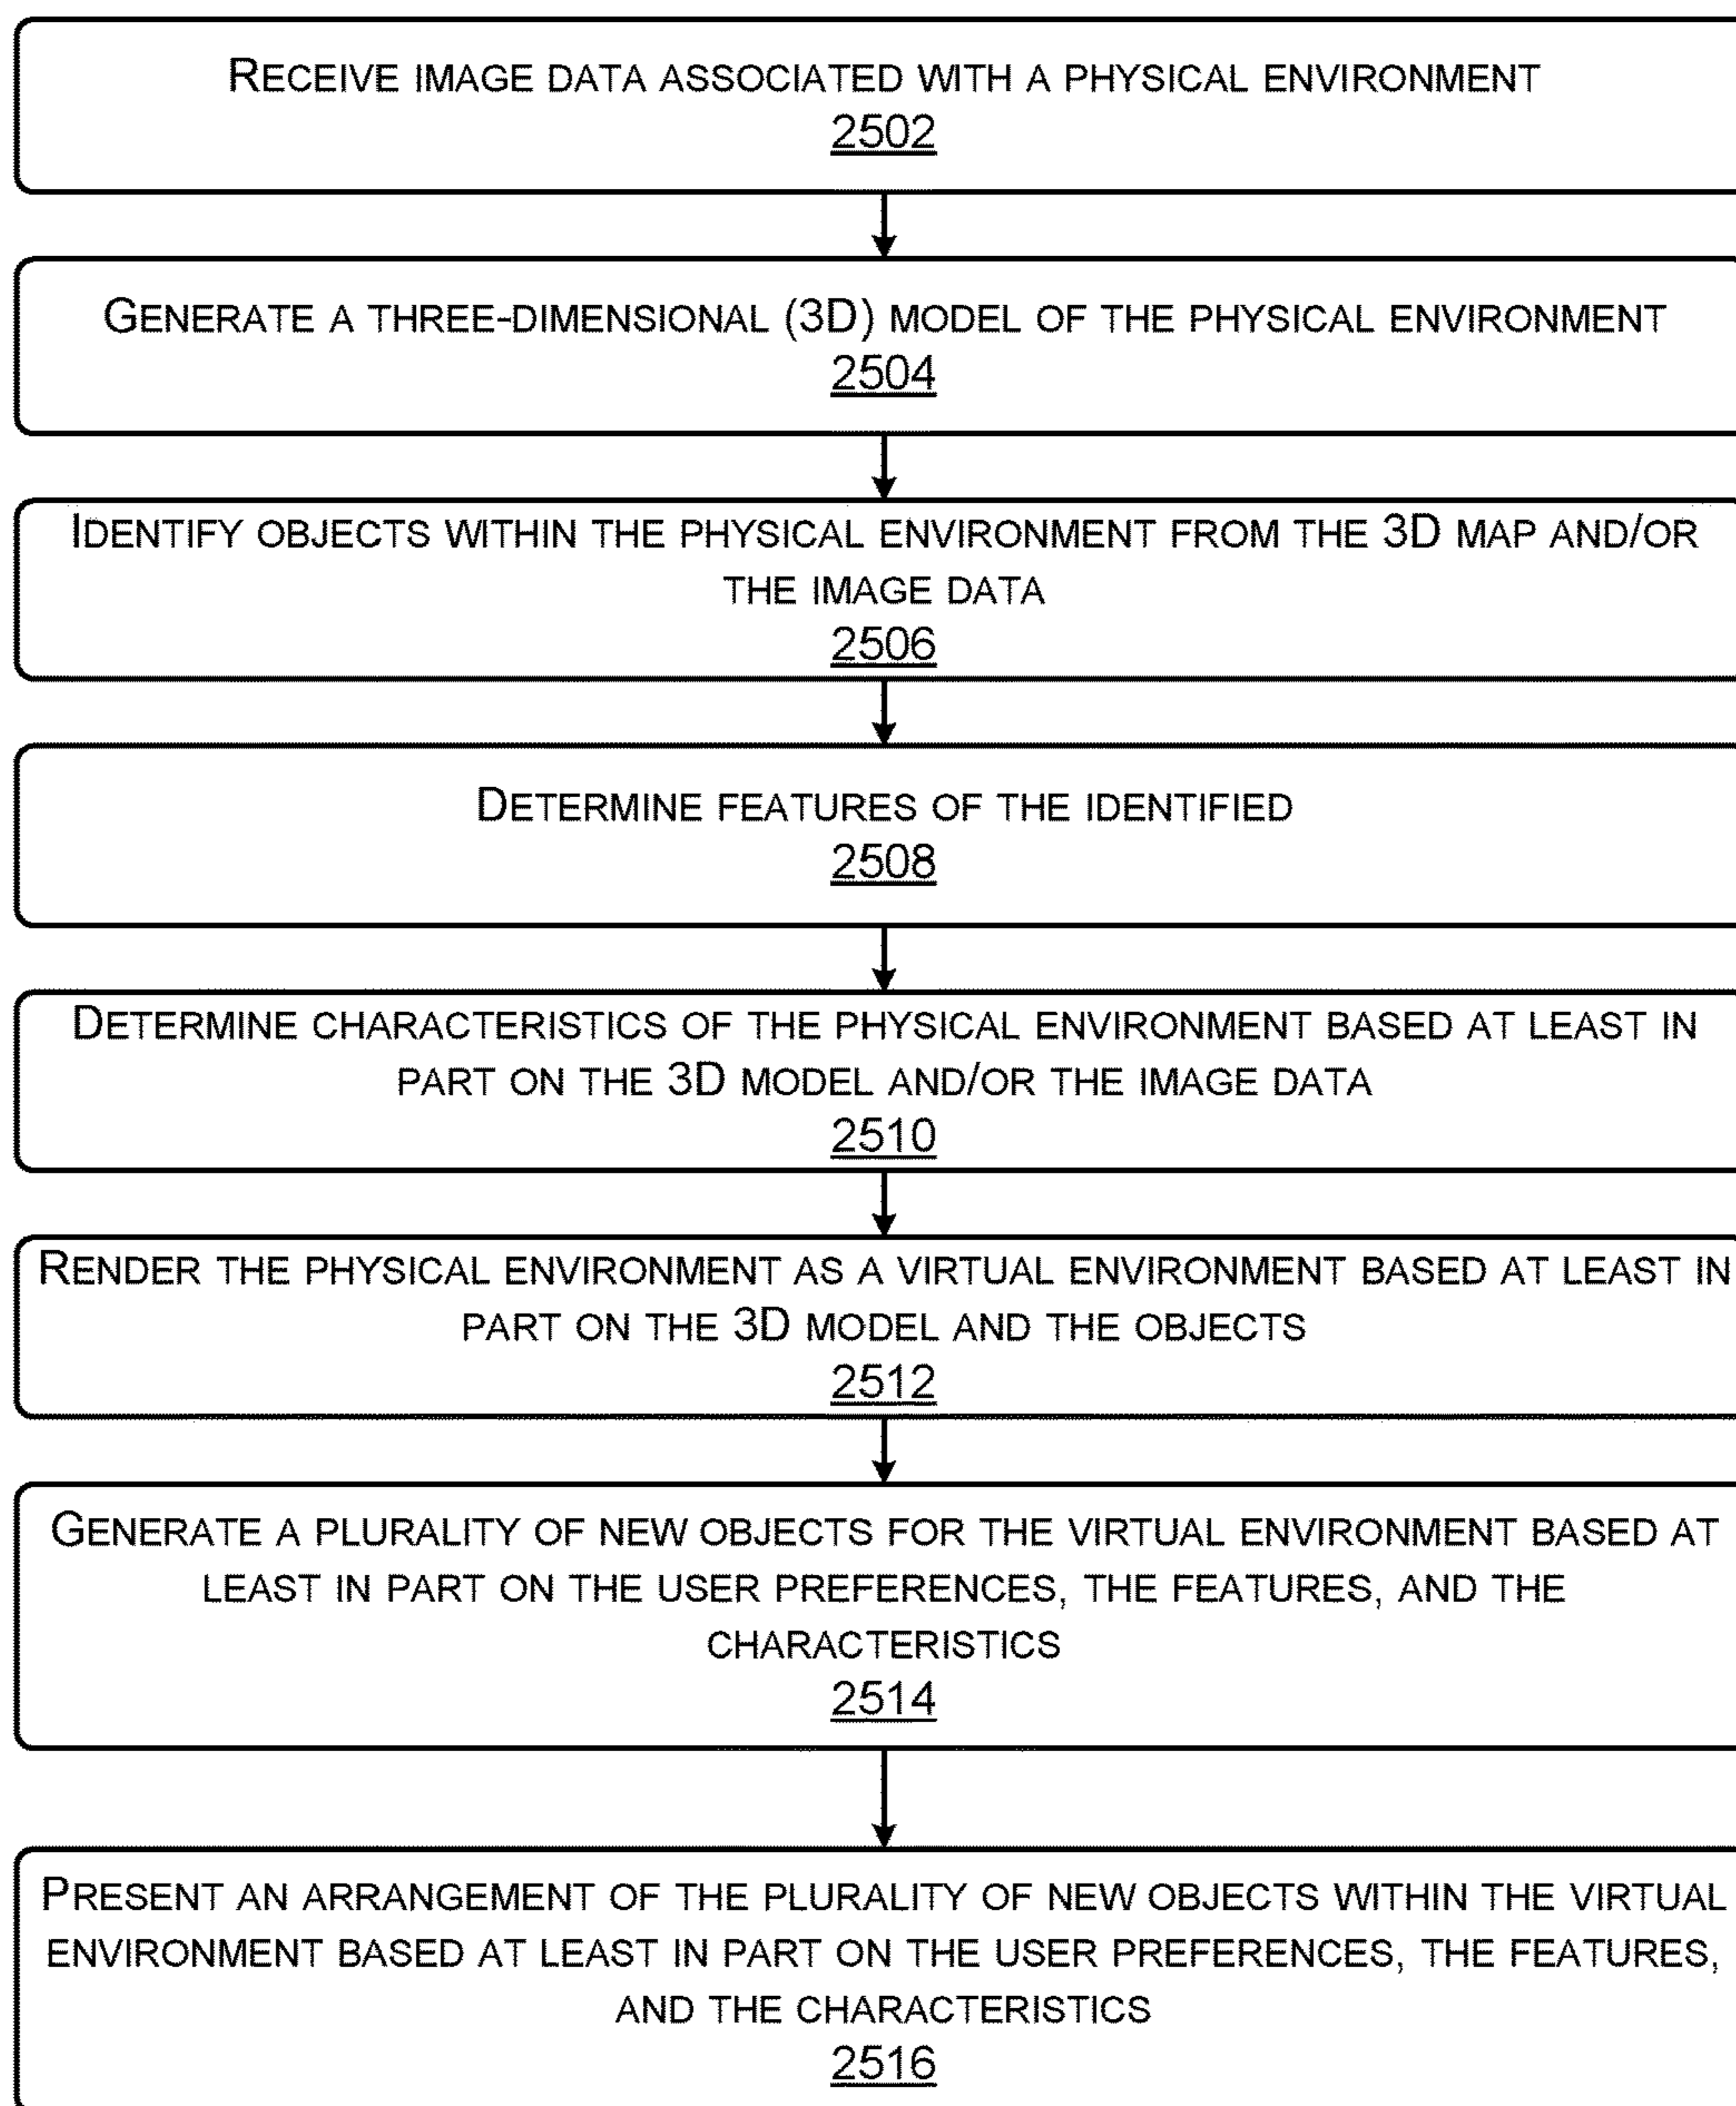 RECEIVE IMAGE DATA ASSOCIATED WITH A PHYSICAL ENVIRONMENT
2502
GENERATE A THREE-DIMENSIONAL (3D) MODEL OF THE PHYSICAL ENVIRONMENT
2504
IDENTIFY OBJECTS WITHIN THE PHYSICAL ENVIRONMENT FROM THE 3D MAP AND/OR
THE IMAGE DATA
2506
DETERMINE FEATURES OF THE IDENTIFIED
2508
DETERMINE CHARACTERISTICS OF THE PHYSICAL ENVIRONMENT BASED AT LEAST IN
PART ON THE 3D MODEL AND/OR THE IMAGE DATA
2510
RENDER THE PHYSICAL ENVIRONMENT AS A VIRTUAL ENVIRONMENT BASED AT LEAST IN
PART ON THE 3D MODEL AND THE OBJECTS
2512
GENERATE A PLURALITY OF NEW OBJECTS FOR THE VIRTUAL ENVIRONMENT BASED AT
LEAST IN PART ON THE USER PREFERENCES, THE FEATURES, AND THE
CHARACTERISTICS
2514
PRESENT AN ARRANGEMENT OF THE PLURALITY OF NEW OBJECTS WITHIN THE VIRTUAL
ENVIRONMENT BASED AT LEAST IN PART ON THE USER PREFERENCES, THE FEATURES,
AND THE CHARACTERISTICS
2516